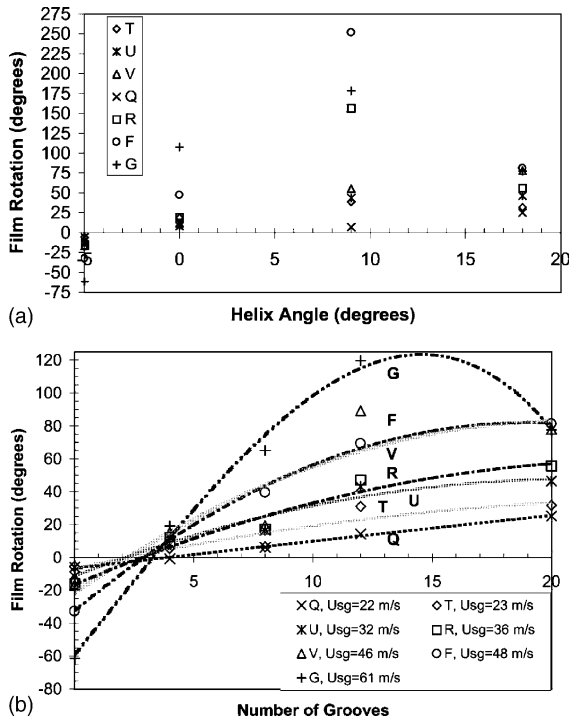 275
250
225
200
175
150
125
100
75
50
25
0
-25
-50
-75
Film Rotation (degrees)
T
U
V
Q
R
F
G
-5 0 5 10 15 20
(a)
Helix Angle (degrees)
120
100
80
60
40
20
0
-20
-40
-60
-80
Film Rotation (degrees)
G
F
V
R
U
T
Q
5 10 15 20
Q, Usg=22 m/s T, Usg=23 m/s
U, Usg=32 m/s R, Usg=36 m/s
V, Usg=46 m/s F, Usg=48 m/s
G, Usg=61 m/s
(b)
Number of Grooves